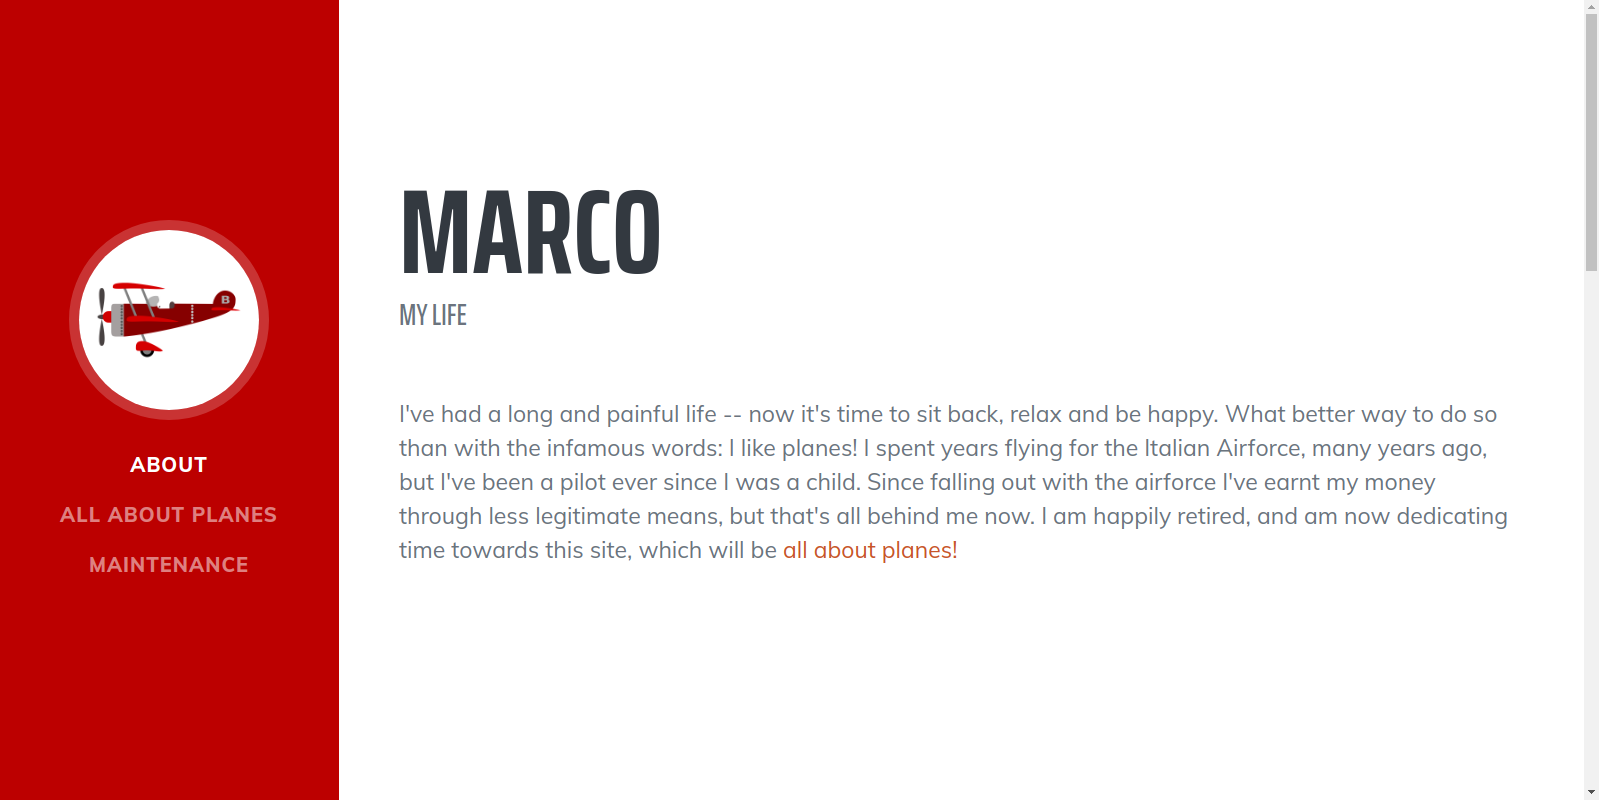 B
ABOUT
ALL ABOUT PLANES
MAINTENANCE
MARCO
MY LIFE
I've had a long and painful life -- now it's time to sit back, relax and be happy. What better way to do so
than with the infamous words: I like planes! I spent years flying for the Italian Airforce, many years ago,
but I've been a pilot ever since I was a child. Since falling out with the airforce I've earnt my money
through less legitimate means, but that's all behind me now. I am happily retired, and am now dedicating
time towards this site, which will be all about planes!